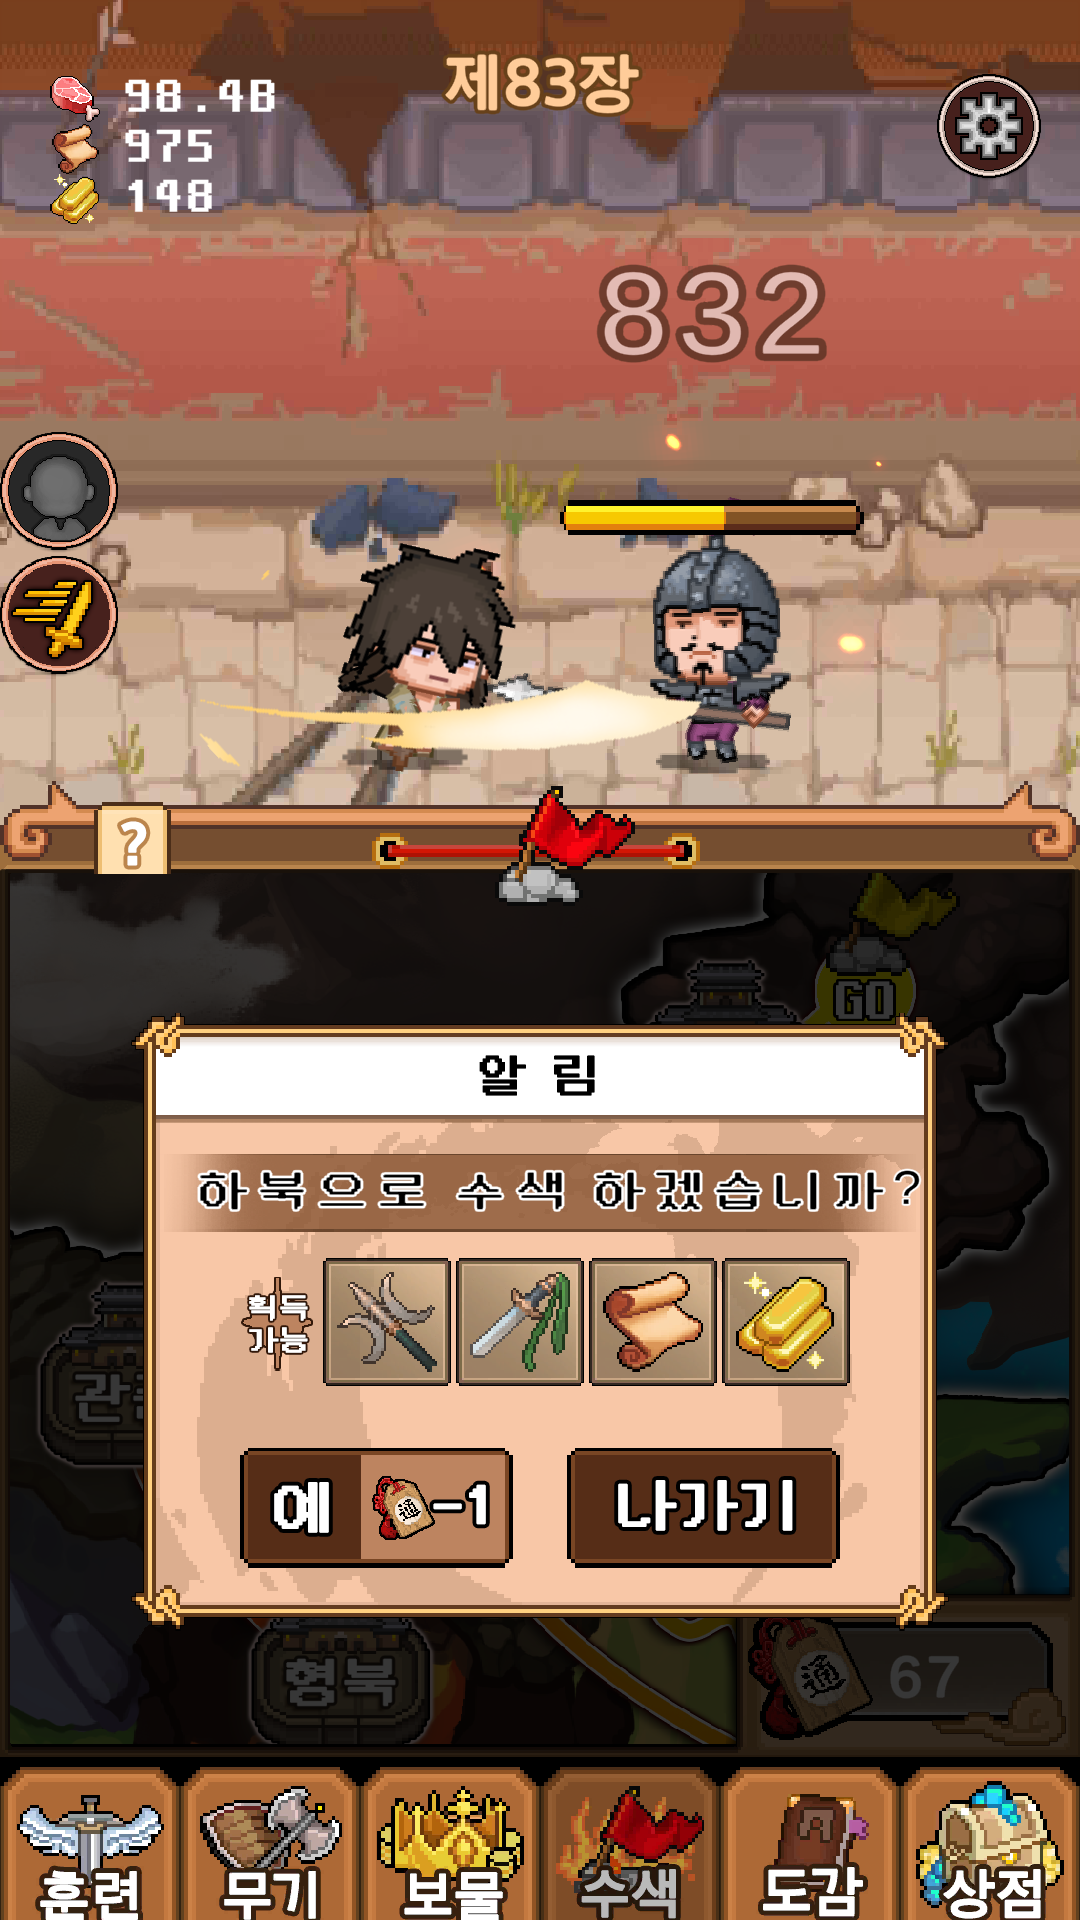 98.48
제83장
975
148
832
?
GO
알 림
하북으로 수색 하겠습니까?
획득
가능
관
예 -1
나가기
형북
通 67
훈련 무기 보물 수색 도감 상점